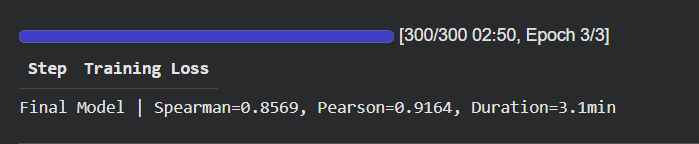 [300/300 02:50, Epoch 3/3]
Step Training Loss
Final Model | Spearman=0.8569, Pearson=0.9164, Duration=3.1min